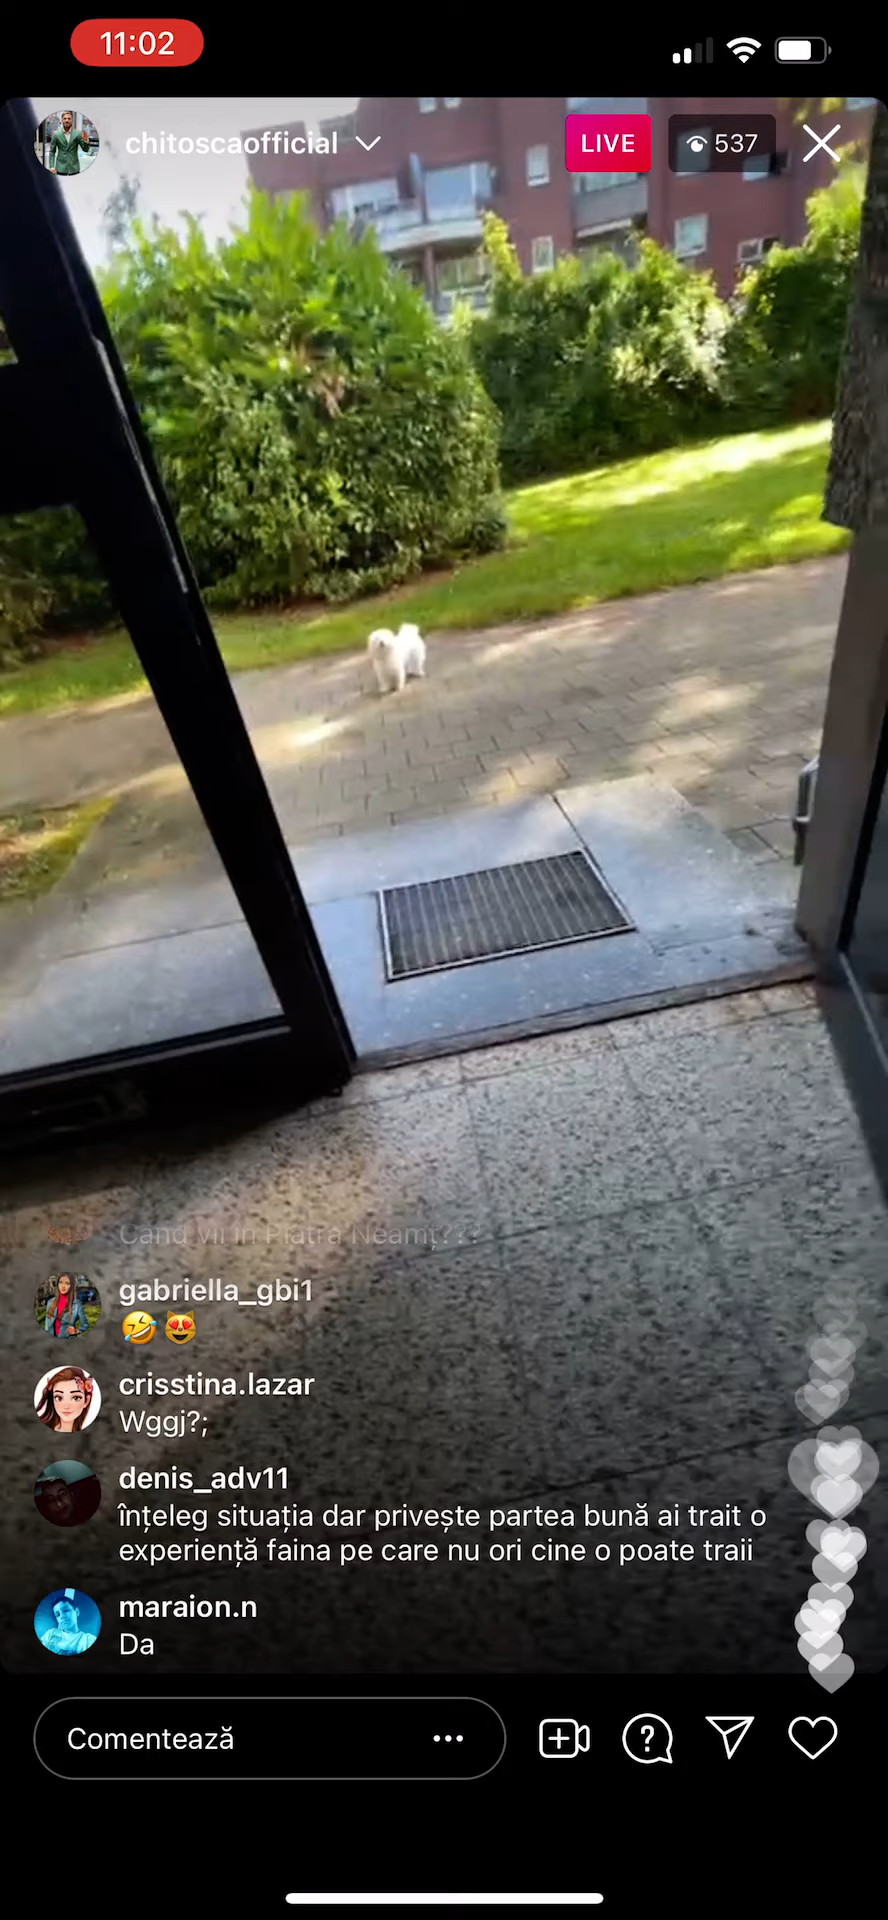 11:02
chitoscaofficial
LIVE
537
Cand vii in Piatra Neamț???
gabriella_gbi1
🤣😻
crisstina.lazar
Wggj?;
denis_adv11
înțeleg situația dar privește partea bună ai trait o
experiență faina pe care nu ori cine o poate traii
maraion.n
Da
Comentează